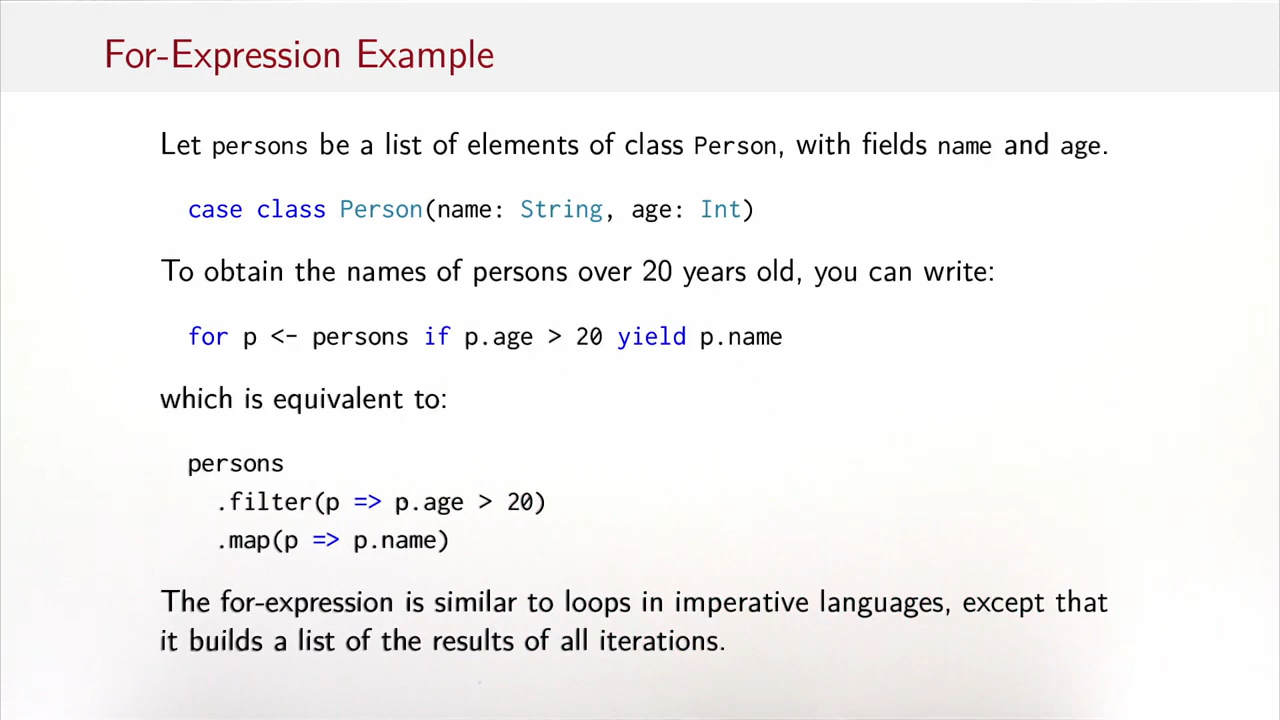 For-Expression Example
Let persons be a list of elements of class Person, with fields name and age.
case class Person(name: String, age: Int)
To obtain the names of persons over 20 years old, you can write:
for p <- persons if p.age > 20 yield p.name
which is equivalent to:
persons
.filter(p => p.age > 20)
.map(p => p.name)
The for-expression is similar to loops in imperative languages, except that
it builds a list of the results of all iterations.